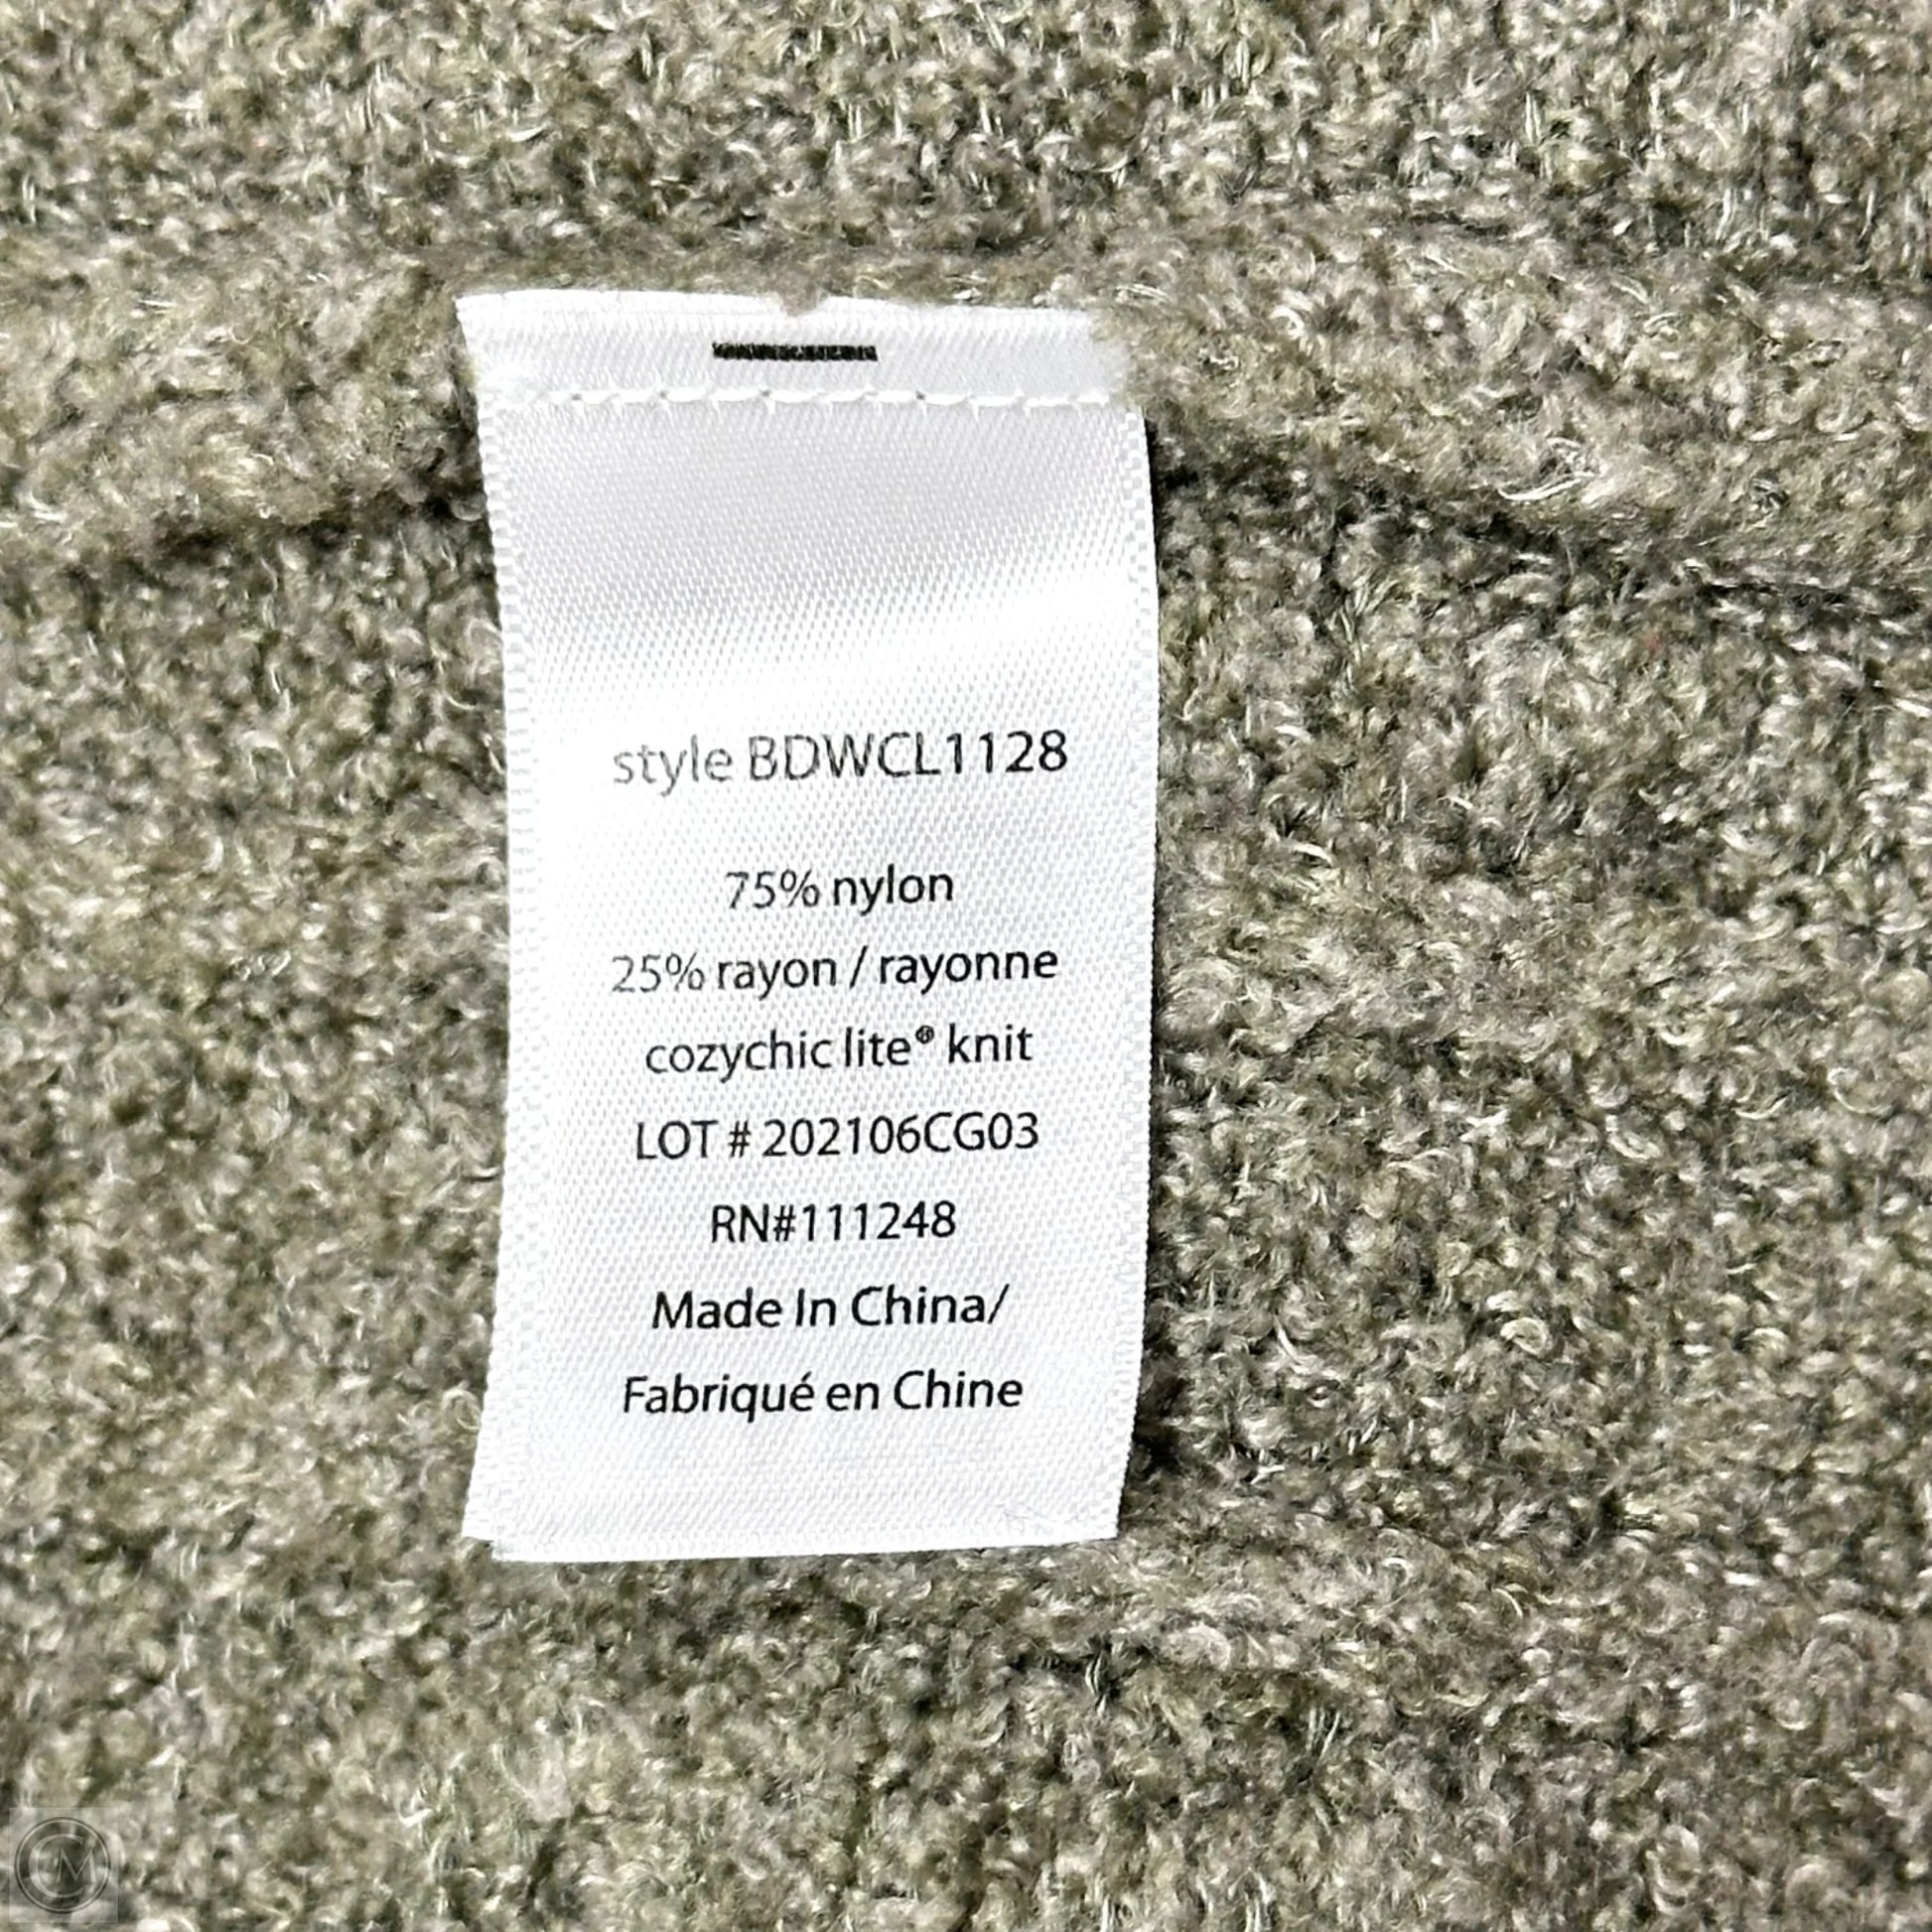 style BDWCL1128
75% nylon
25% rayon / rayonne
cozychic lite® knit
LOT # 202106CG03
RN#111248
Made In China/
Fabriqué en Chine